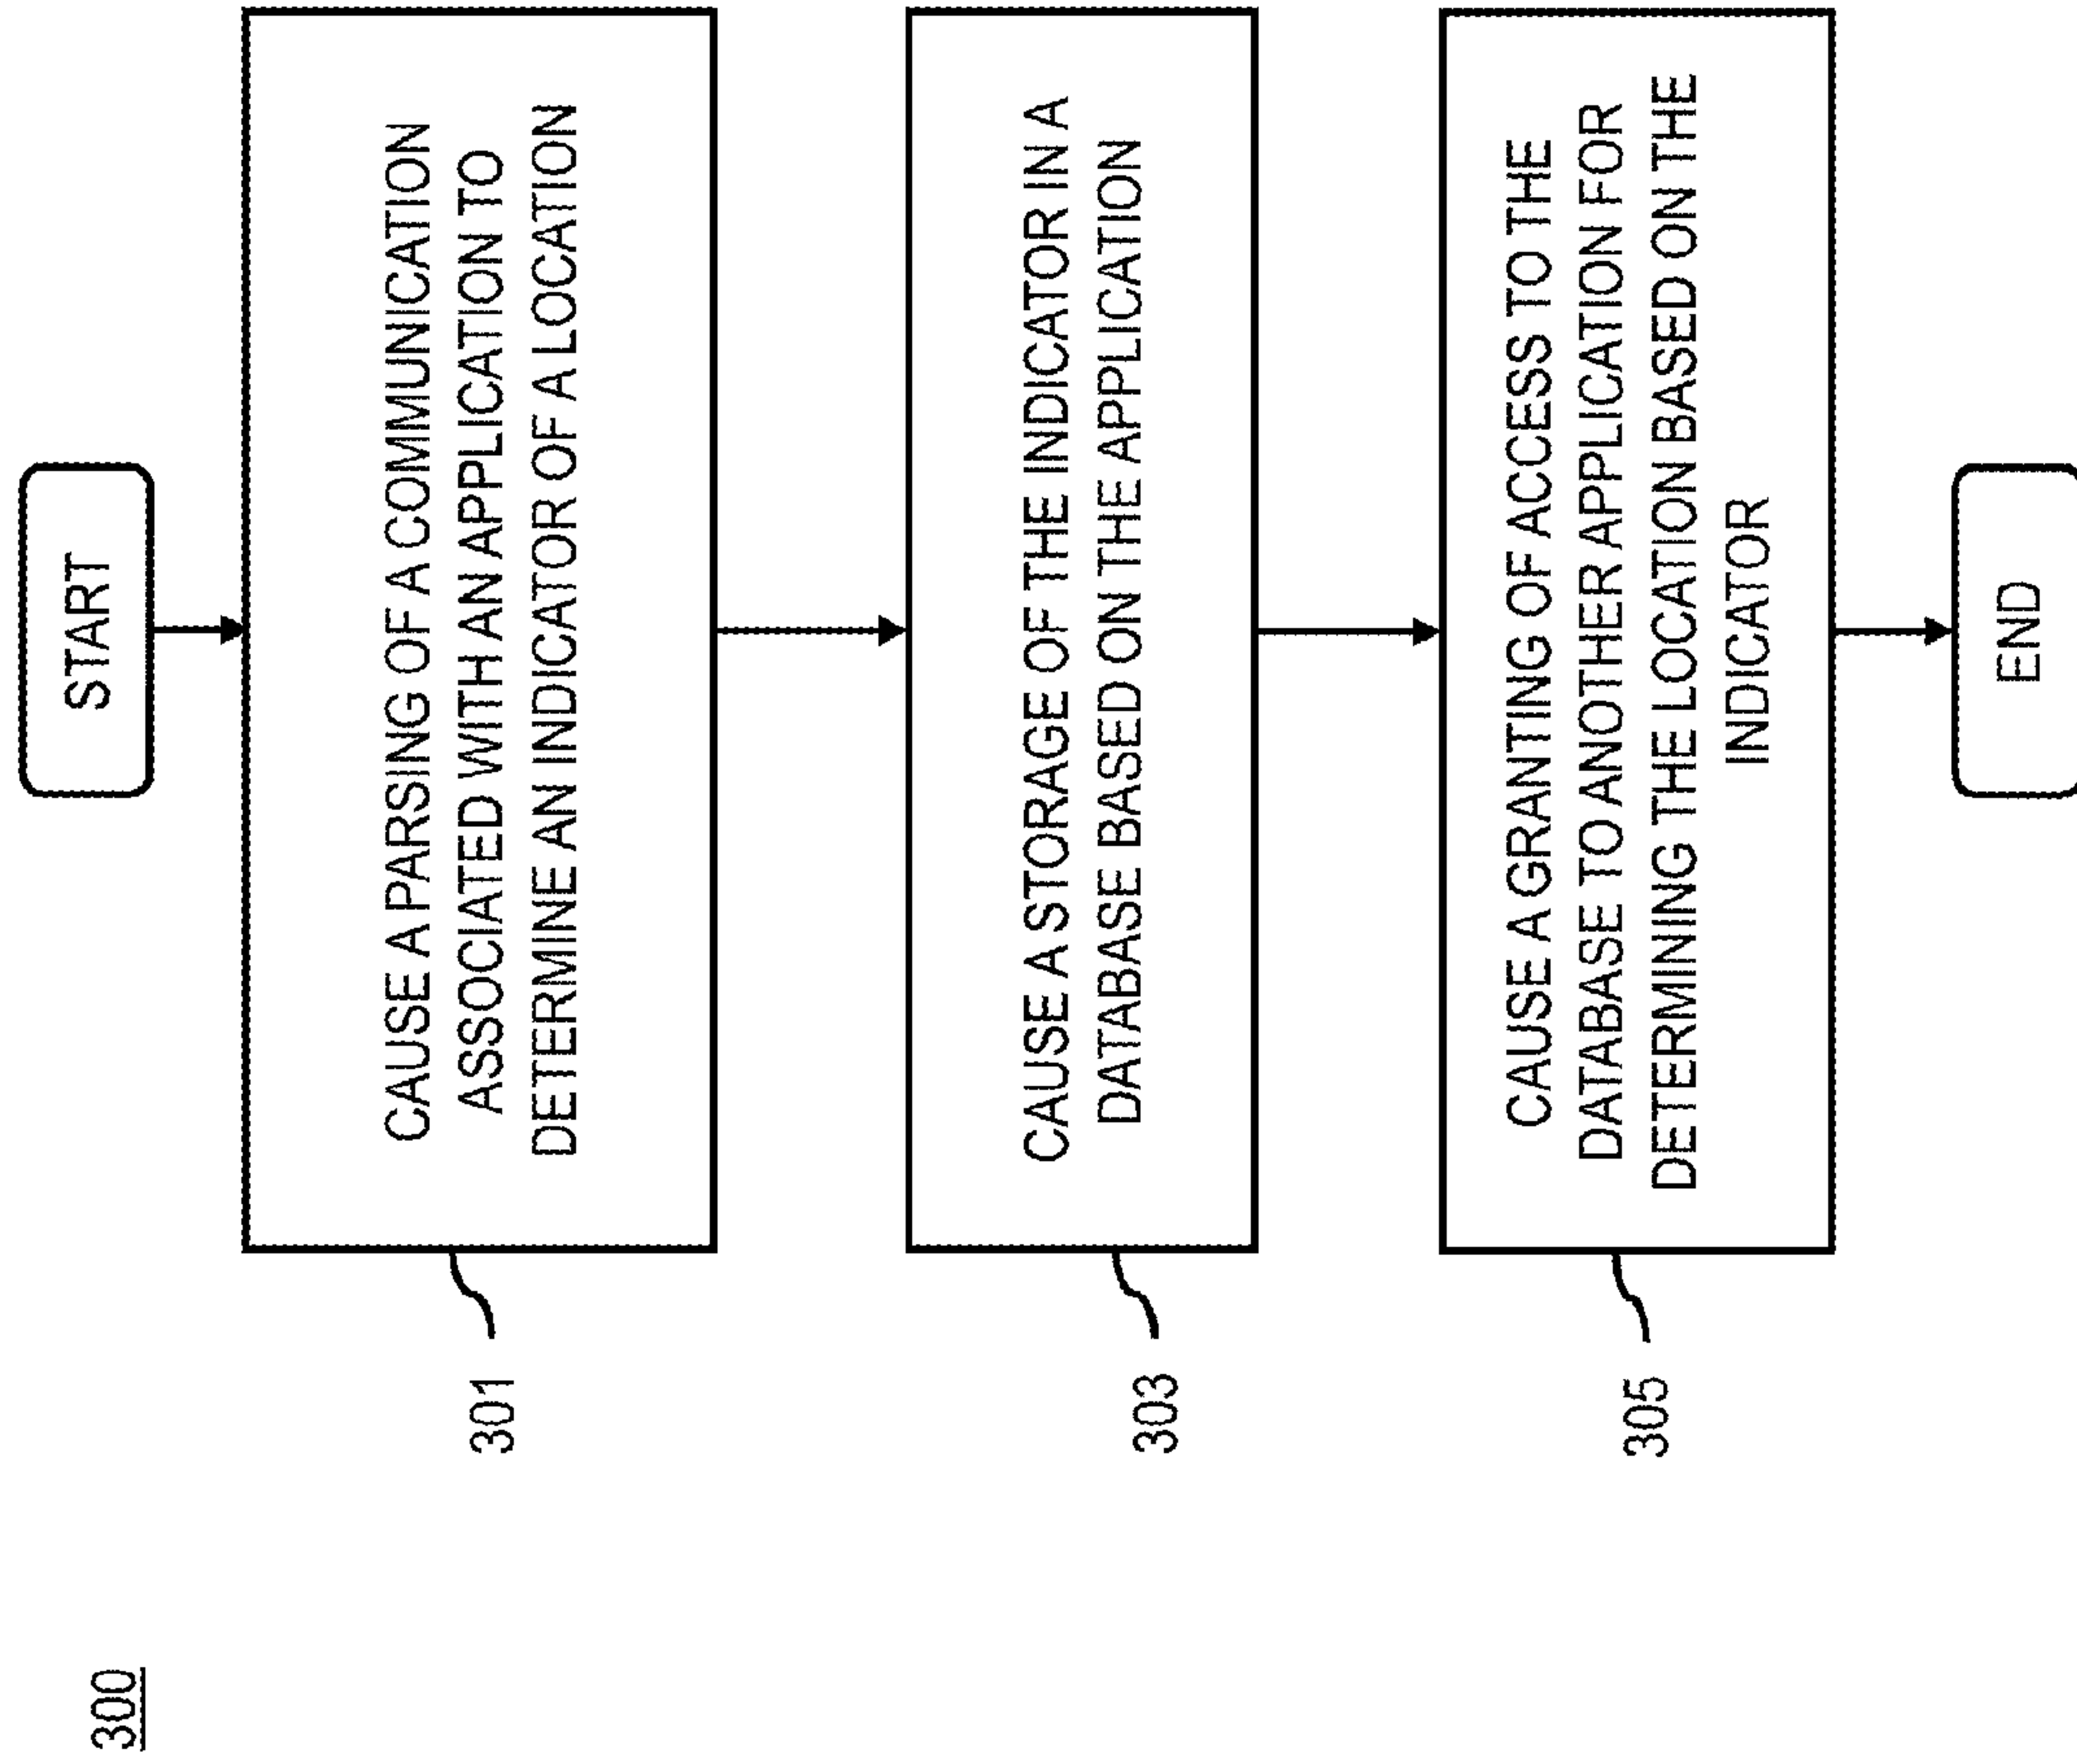 300
START
301
CAUSE A PARSING OF A COMMUNICATION
ASSOCIATED WITH AN APPLICATION TO
DETERMINE AN INDICATOR OF A LOCATION
303
CAUSE A STORAGE OF THE INDICATOR IN A
DATABASE BASED ON THE APPLICATION
305
CAUSE A GRANTING OF ACCESS TO THE
DATABASE TO ANOTHER APPLICATION FOR
DETERMINING THE LOCATION BASED ON THE
INDICATOR
END